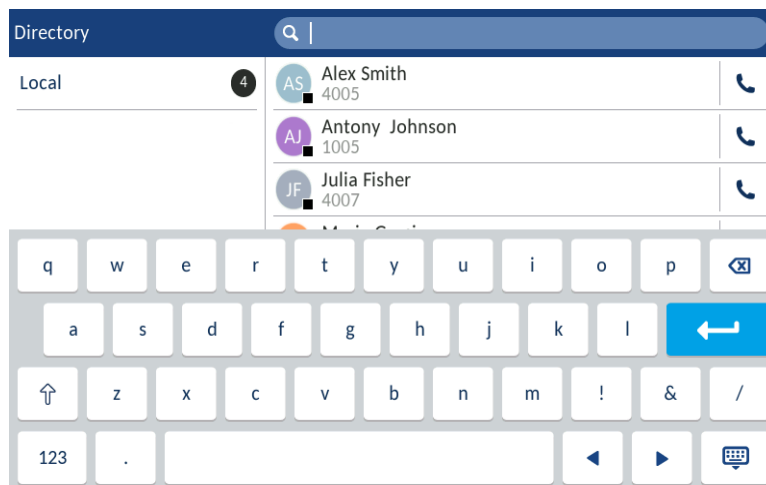 Directory
Local 4
AS Alex Smith
4005
AJ Antony Johnson
1005
JF Julia Fisher
4007
q w e r t y u i o p
a s d f g h j k l
z x c v b n m ! & /
123 .